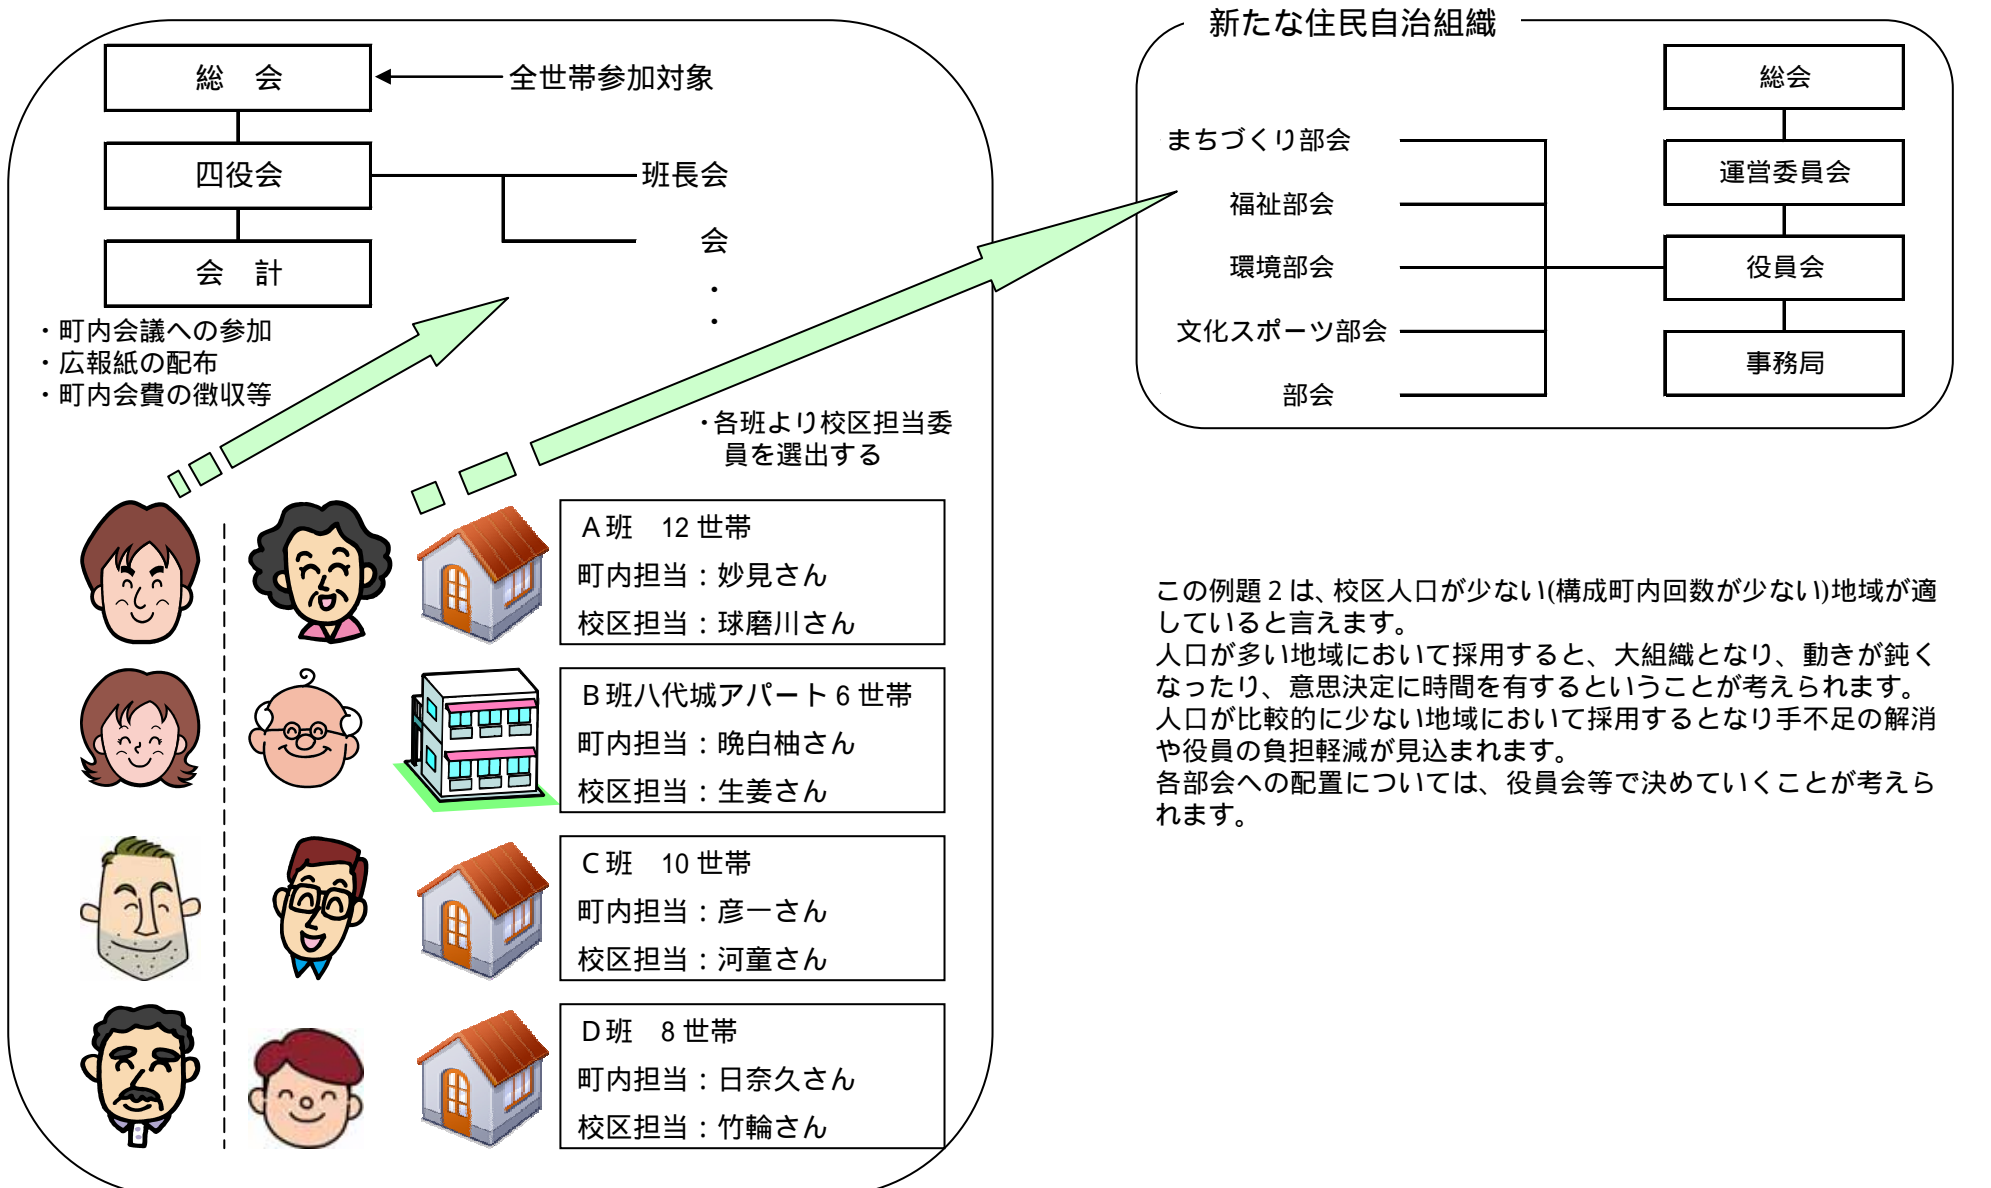 総　会
全世帯参加対象
四役会
班長会
会
・
・
会　計
・町内会議への参加
・広報紙の配布
・町内会費の徴収等
・各班より校区担当委
員を選出する
Ａ班　12 世帯
町内担当：妙見さん
校区担当：球磨川さん
Ｂ班八代城アパート 6 世帯
町内担当：晩白柚さん
校区担当：生姜さん
Ｃ班　10 世帯
町内担当：彦一さん
校区担当：河童さん
Ｄ班　8 世帯
町内担当：日奈久さん
校区担当：竹輪さん
新たな住民自治組織
総会
運営委員会
役員会
事務局
まちづくり部会
福祉部会
環境部会
文化スポーツ部会
部会
この例題２は、校区人口が少ない(構成町内回数が少ない)地域が適
していると言えます。
人口が多い地域において採用すると、大組織となり、動きが鈍く
なったり、意思決定に時間を有するということが考えられます。
人口が比較的に少ない地域において採用するとなり手不足の解消
や役員の負担軽減が見込まれます。
各部会への配置については、役員会等で決めていくことが考えら
れます。